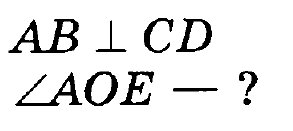 AB ⊥ CD
∠AOE — ?